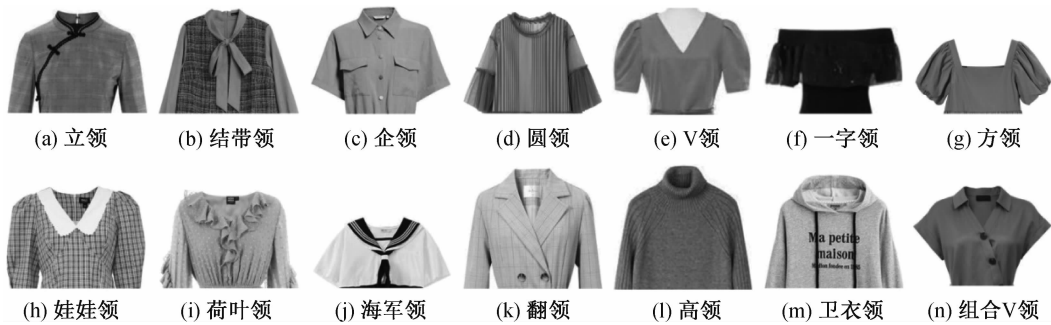 (a) 立领
(b) 结带领
(c) 企领
(d) 圆领
(e) V领
(f) 一字领
(g) 方领
Ma petite
maison
(h) 娃娃领
(i) 荷叶领
(j) 海军领
(k) 翻领
(l) 高领
(m) 卫衣领
(n) 组合V领